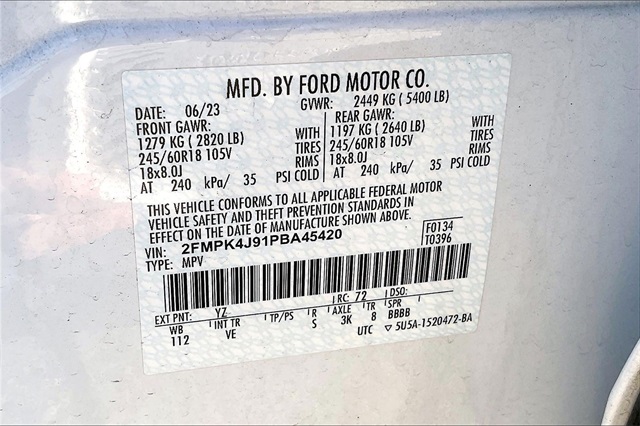 MFD. BY FORD MOTOR CO.
DATE: 06/23 GVWR: 2449 KG ( 5400 LB)
FRONT GAWR: REAR GAWR:
1279 KG ( 2820 LB) WITH 1197 KG ( 2640 LB) WITH
245/60R18 105V TIRES 245/60R18 105V TIRES
18x8.0J RIMS 18x8.0J RIMS
AT 240 kPa/ 35 PSI COLD AT 240 kPa/ 35 PSI COLD
THIS VEHICLE CONFORMS TO ALL APPLICABLE FEDERAL MOTOR
VEHICLE SAFETY AND THEFT PREVENTION STANDARDS IN
EFFECT ON THE DATE OF MANUFACTURE SHOWN ABOVE.
VIN: 2FMPK4J91PBA45420 F0134
TYPE: MPV T0396
EXT PNT: YZ RC: 72 DSO:
WB INT TR TP/PS R AXLE TR SPR
112 VE S 3K 8 BBBB
UTC ▽ 5U5A-1520472-BA